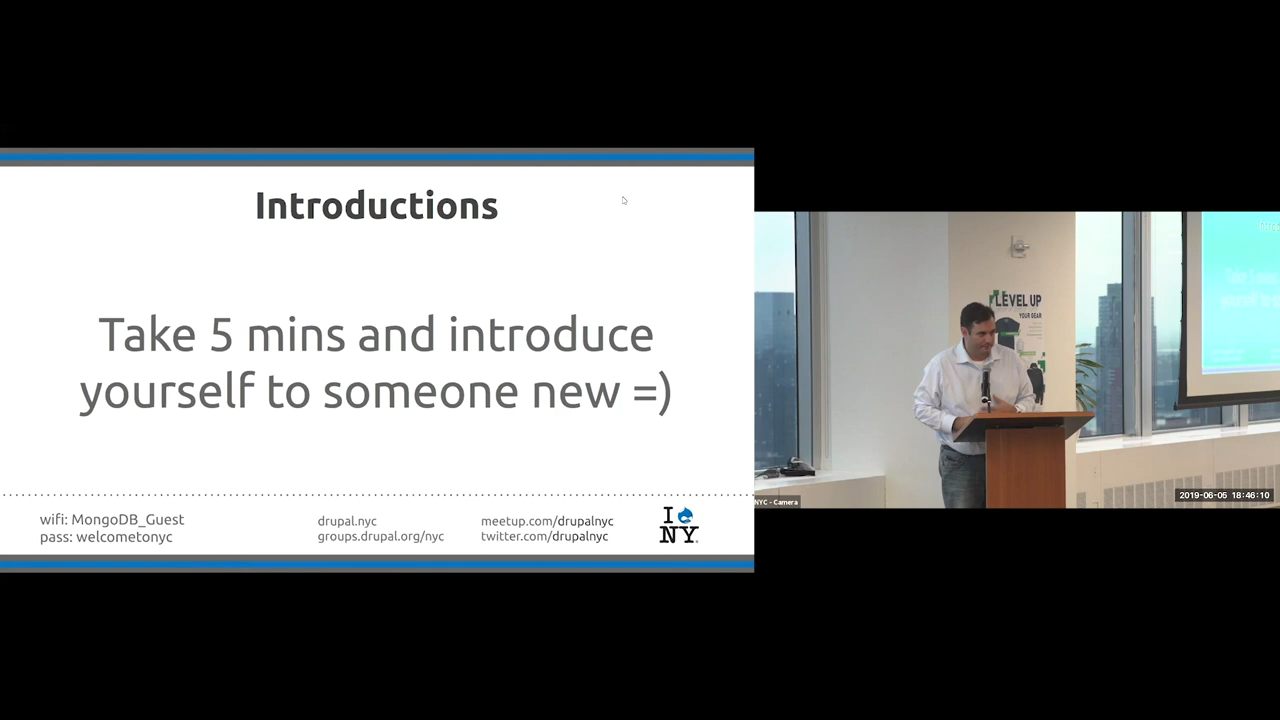 Introductions
Take 5 mins and introduce
yourself to someone new =)
wifi: MongoDB_Guest
pass: welcometonyc
drupal.nyc
groups.drupal.org/nyc
meetup.com/drupalnyc
twitter.com/drupalnyc
I
NY
LEVEL UP
YOUR GEAR
NYC - Camera
2019-06-05 18:46:10